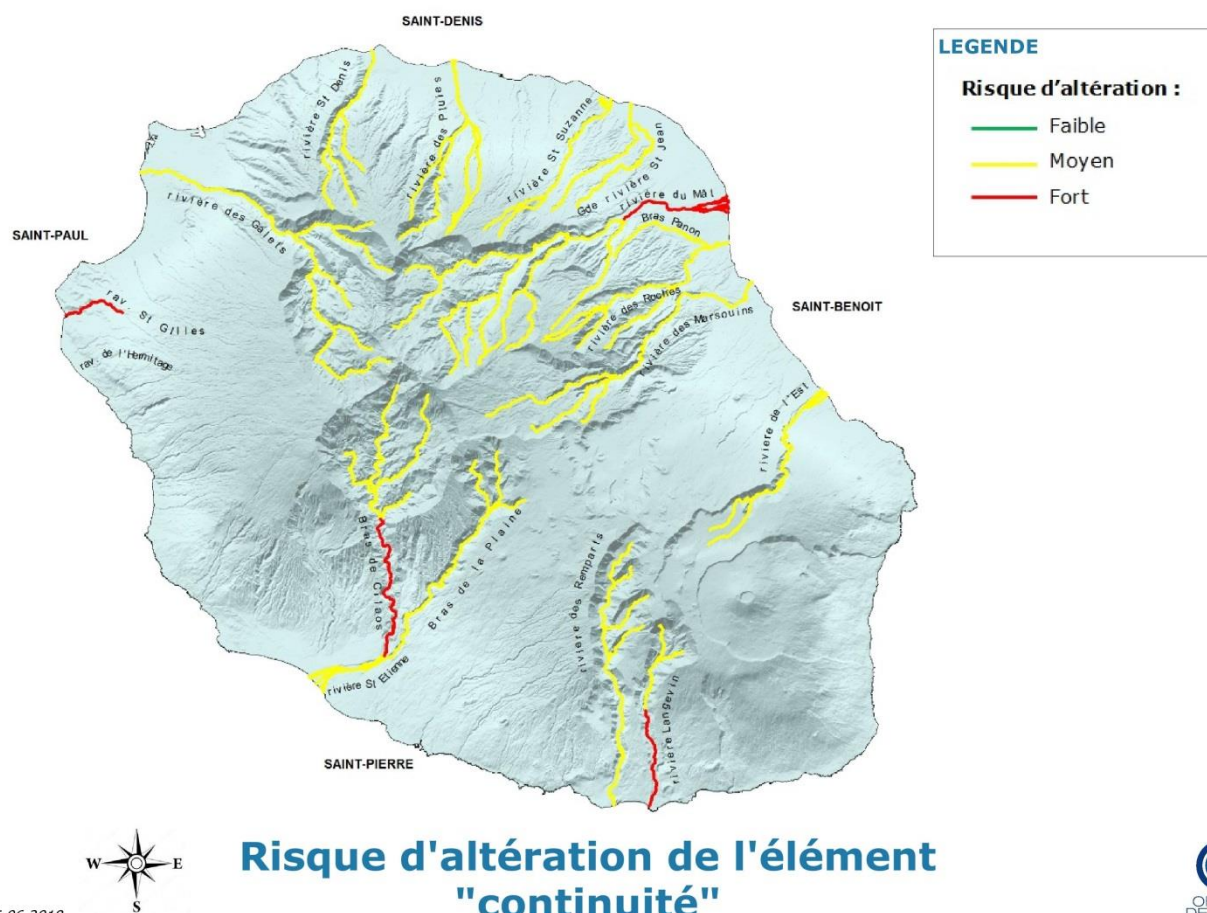 SAINT-DENIS
LEGENDE
Risque d'altération :
Faible
Moyen
Fort
rivière St Denis
rivière des pluies
rivière St Suzanne
Gde rivière St Jean
rivière du Mât
Bras Panon
rivière des Galets
SAINT-PAUL
rav. St Gilles
rav. de l'Hermitage
rivière des Roches
rivière des Marsouins
SAINT-BENOIT
rivière de l'Est
Bras de Cilaos
Bras de la Plaine
rivière des Remparts
rivière Langevin
rivière St Etienne
SAINT-PIERRE
W E
S
Risque d'altération de l'élément
"continuité"